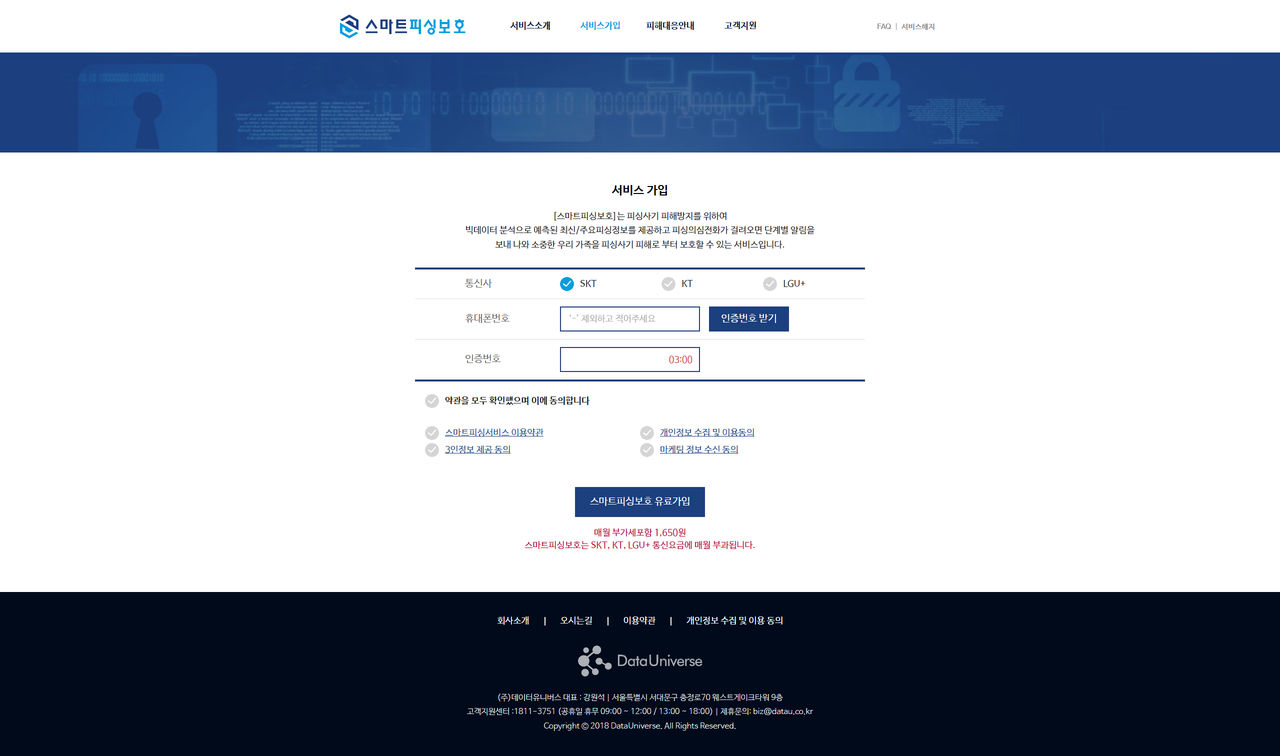 스마트피싱보호
서비스소개 서비스가입 피해대응안내 고객지원
FAQ | 서비스해지
서비스 가입
[스마트피싱보호]는 피싱사기 피해방지를 위하여
빅데이터 분석으로 예측된 최신/주요피싱정보를 제공하고 피싱의심전화가 걸려오면 단계별 알림을
보내 나와 소중한 우리 가족을 피싱사기 피해로 부터 보호할 수 있는 서비스입니다.
통신사 SKT KT LGU+
휴대폰번호 '-' 제외하고 적어주세요 인증번호 받기
인증번호 03:00
약관을 모두 확인했으며 이에 동의합니다
스마트피싱서비스 이용약관 개인정보 수집 및 이용동의
3인정보 제공 동의 마케팅 정보 수신 동의
스마트피싱보호 유료가입
매월 부가세포함 1,650원
스마트피싱보호는 SKT, KT, LGU+ 통신요금에 매월 부과됩니다.
회사소개 | 오시는길 | 이용약관 | 개인정보 수집 및 이용 동의
DataUniverse
(주)데이터유니버스 대표 : 강원석 | 서울특별시 서대문구 충정로70 웨스트게이크타워 9층
고객지원센터 :1811-3751 (공휴일 휴무 09:00 ~ 12:00 / 13:00 ~ 18:00) | 제휴문의: biz@datau.co.kr
Copyright ⓒ 2018 DataUniverse. All Rights Reserved.